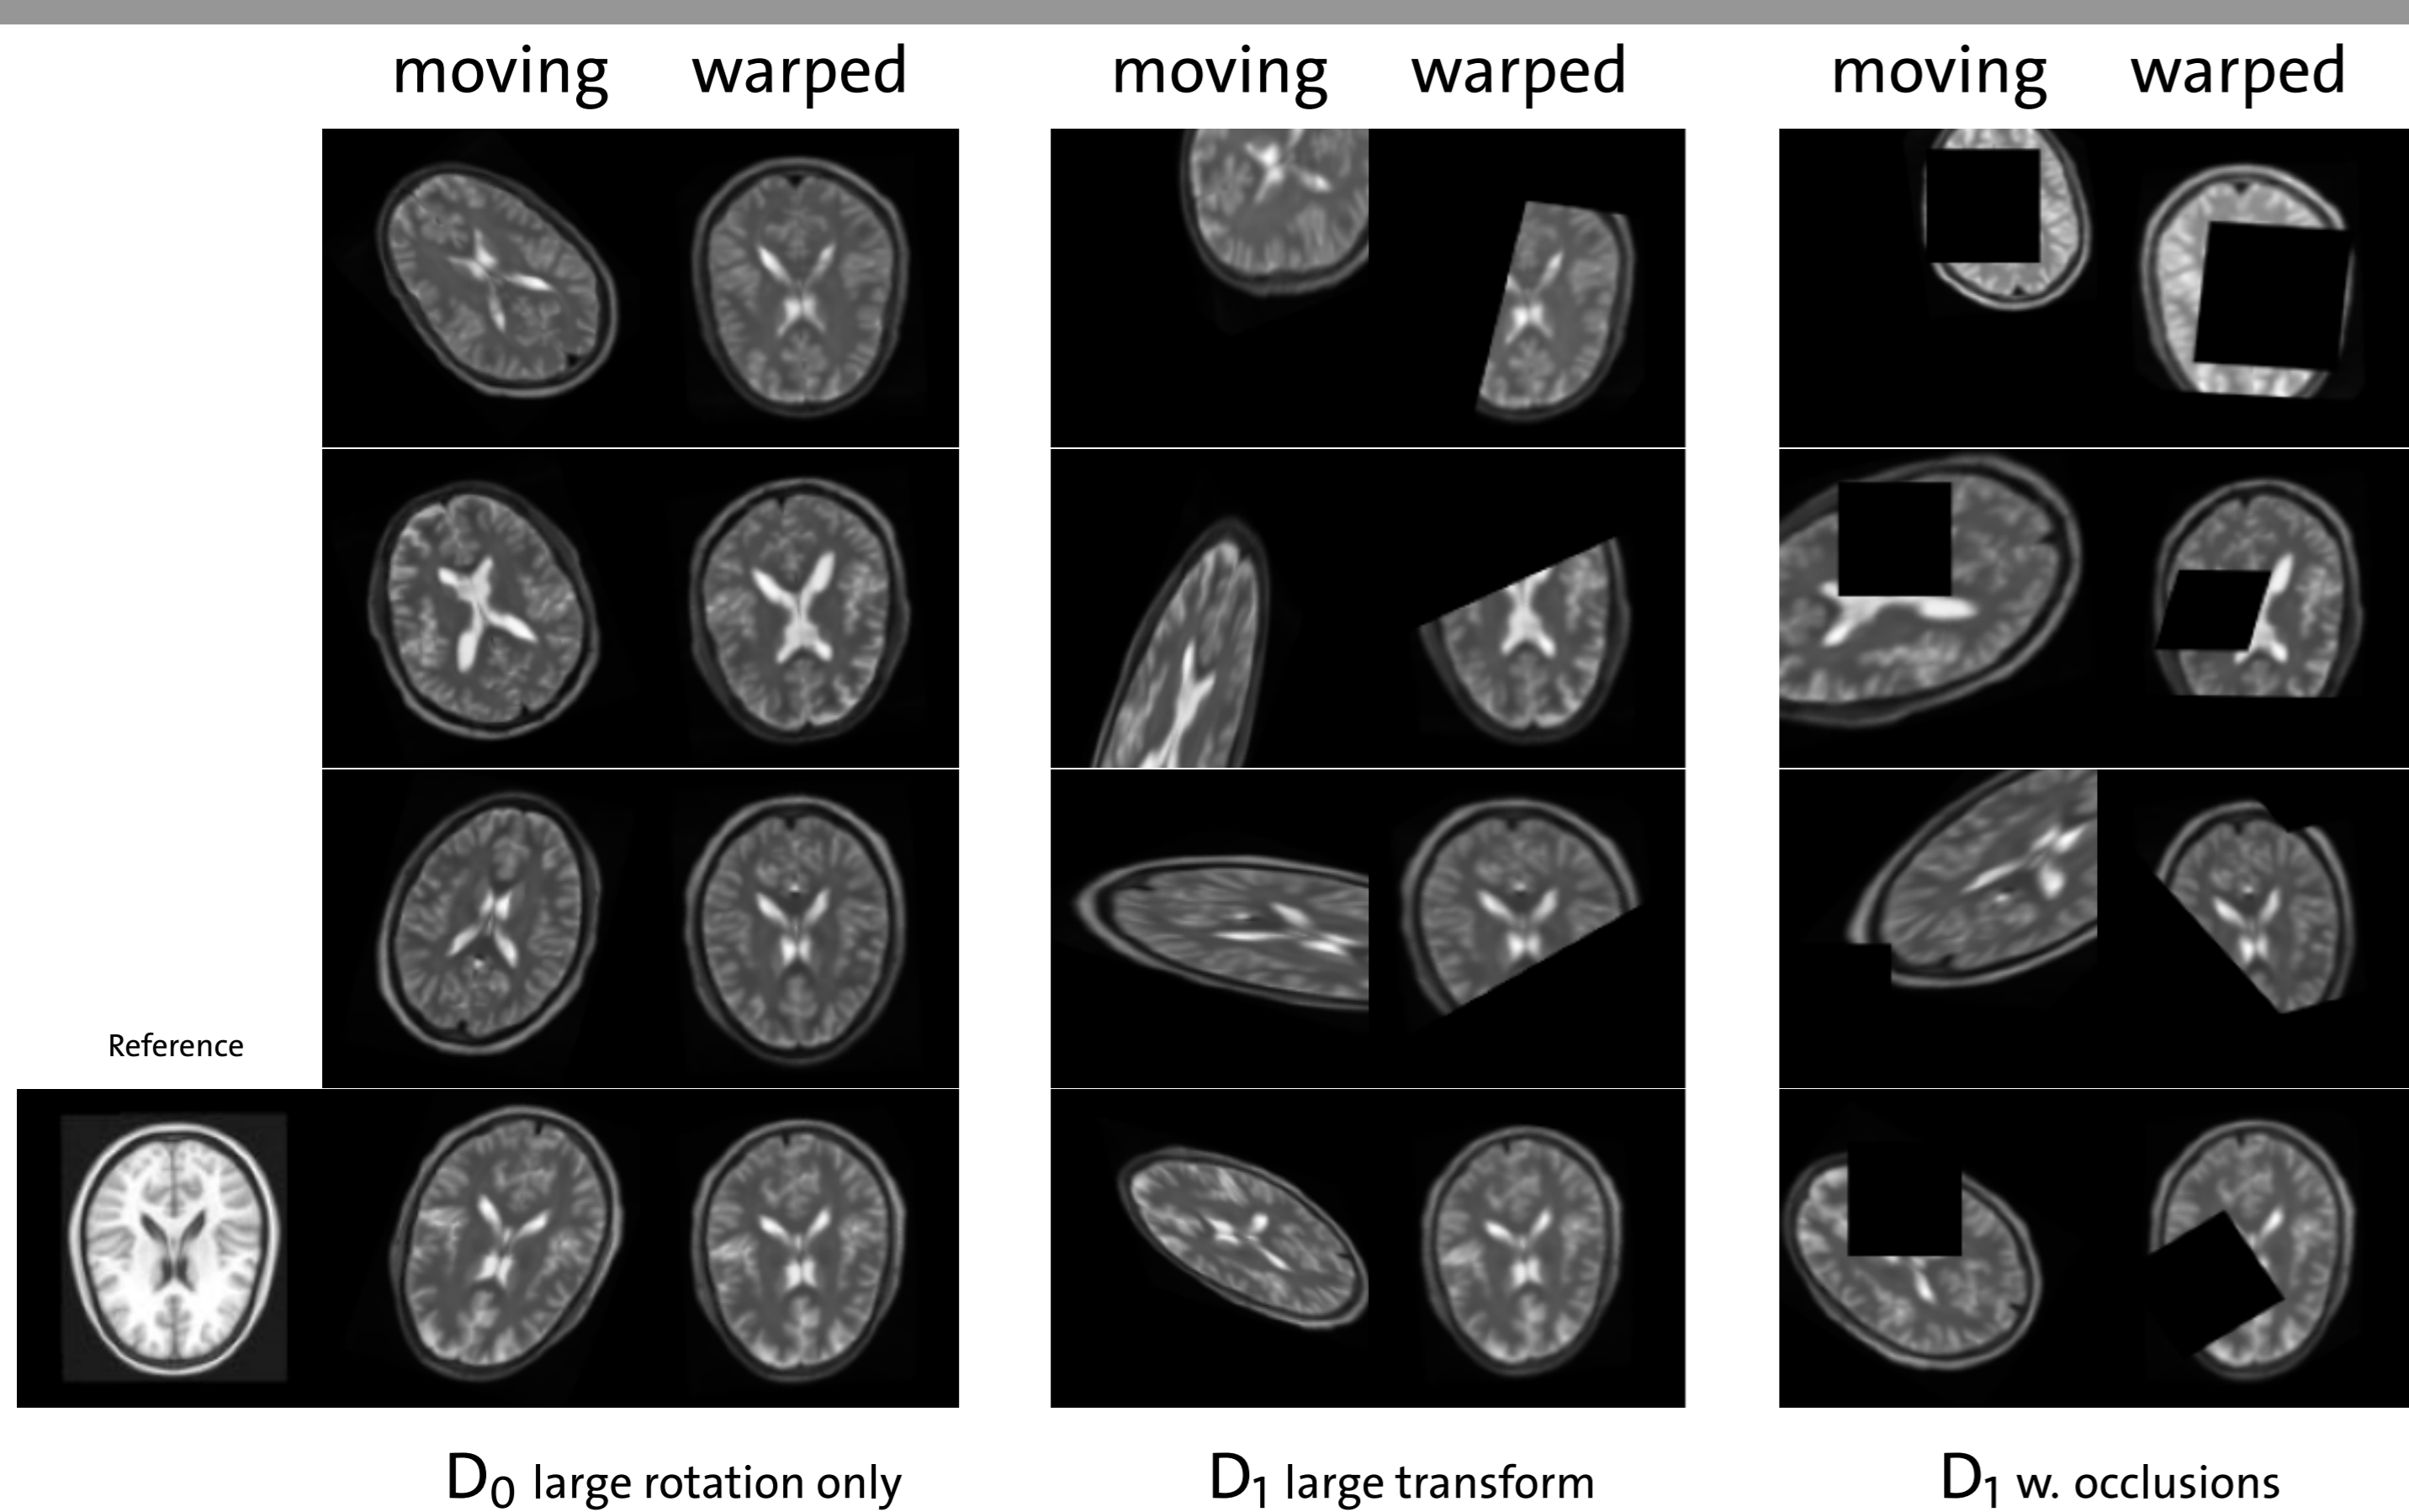 moving warped moving warped moving warped
Reference
D0 large rotation only D1 large transform D1 w. occlusions